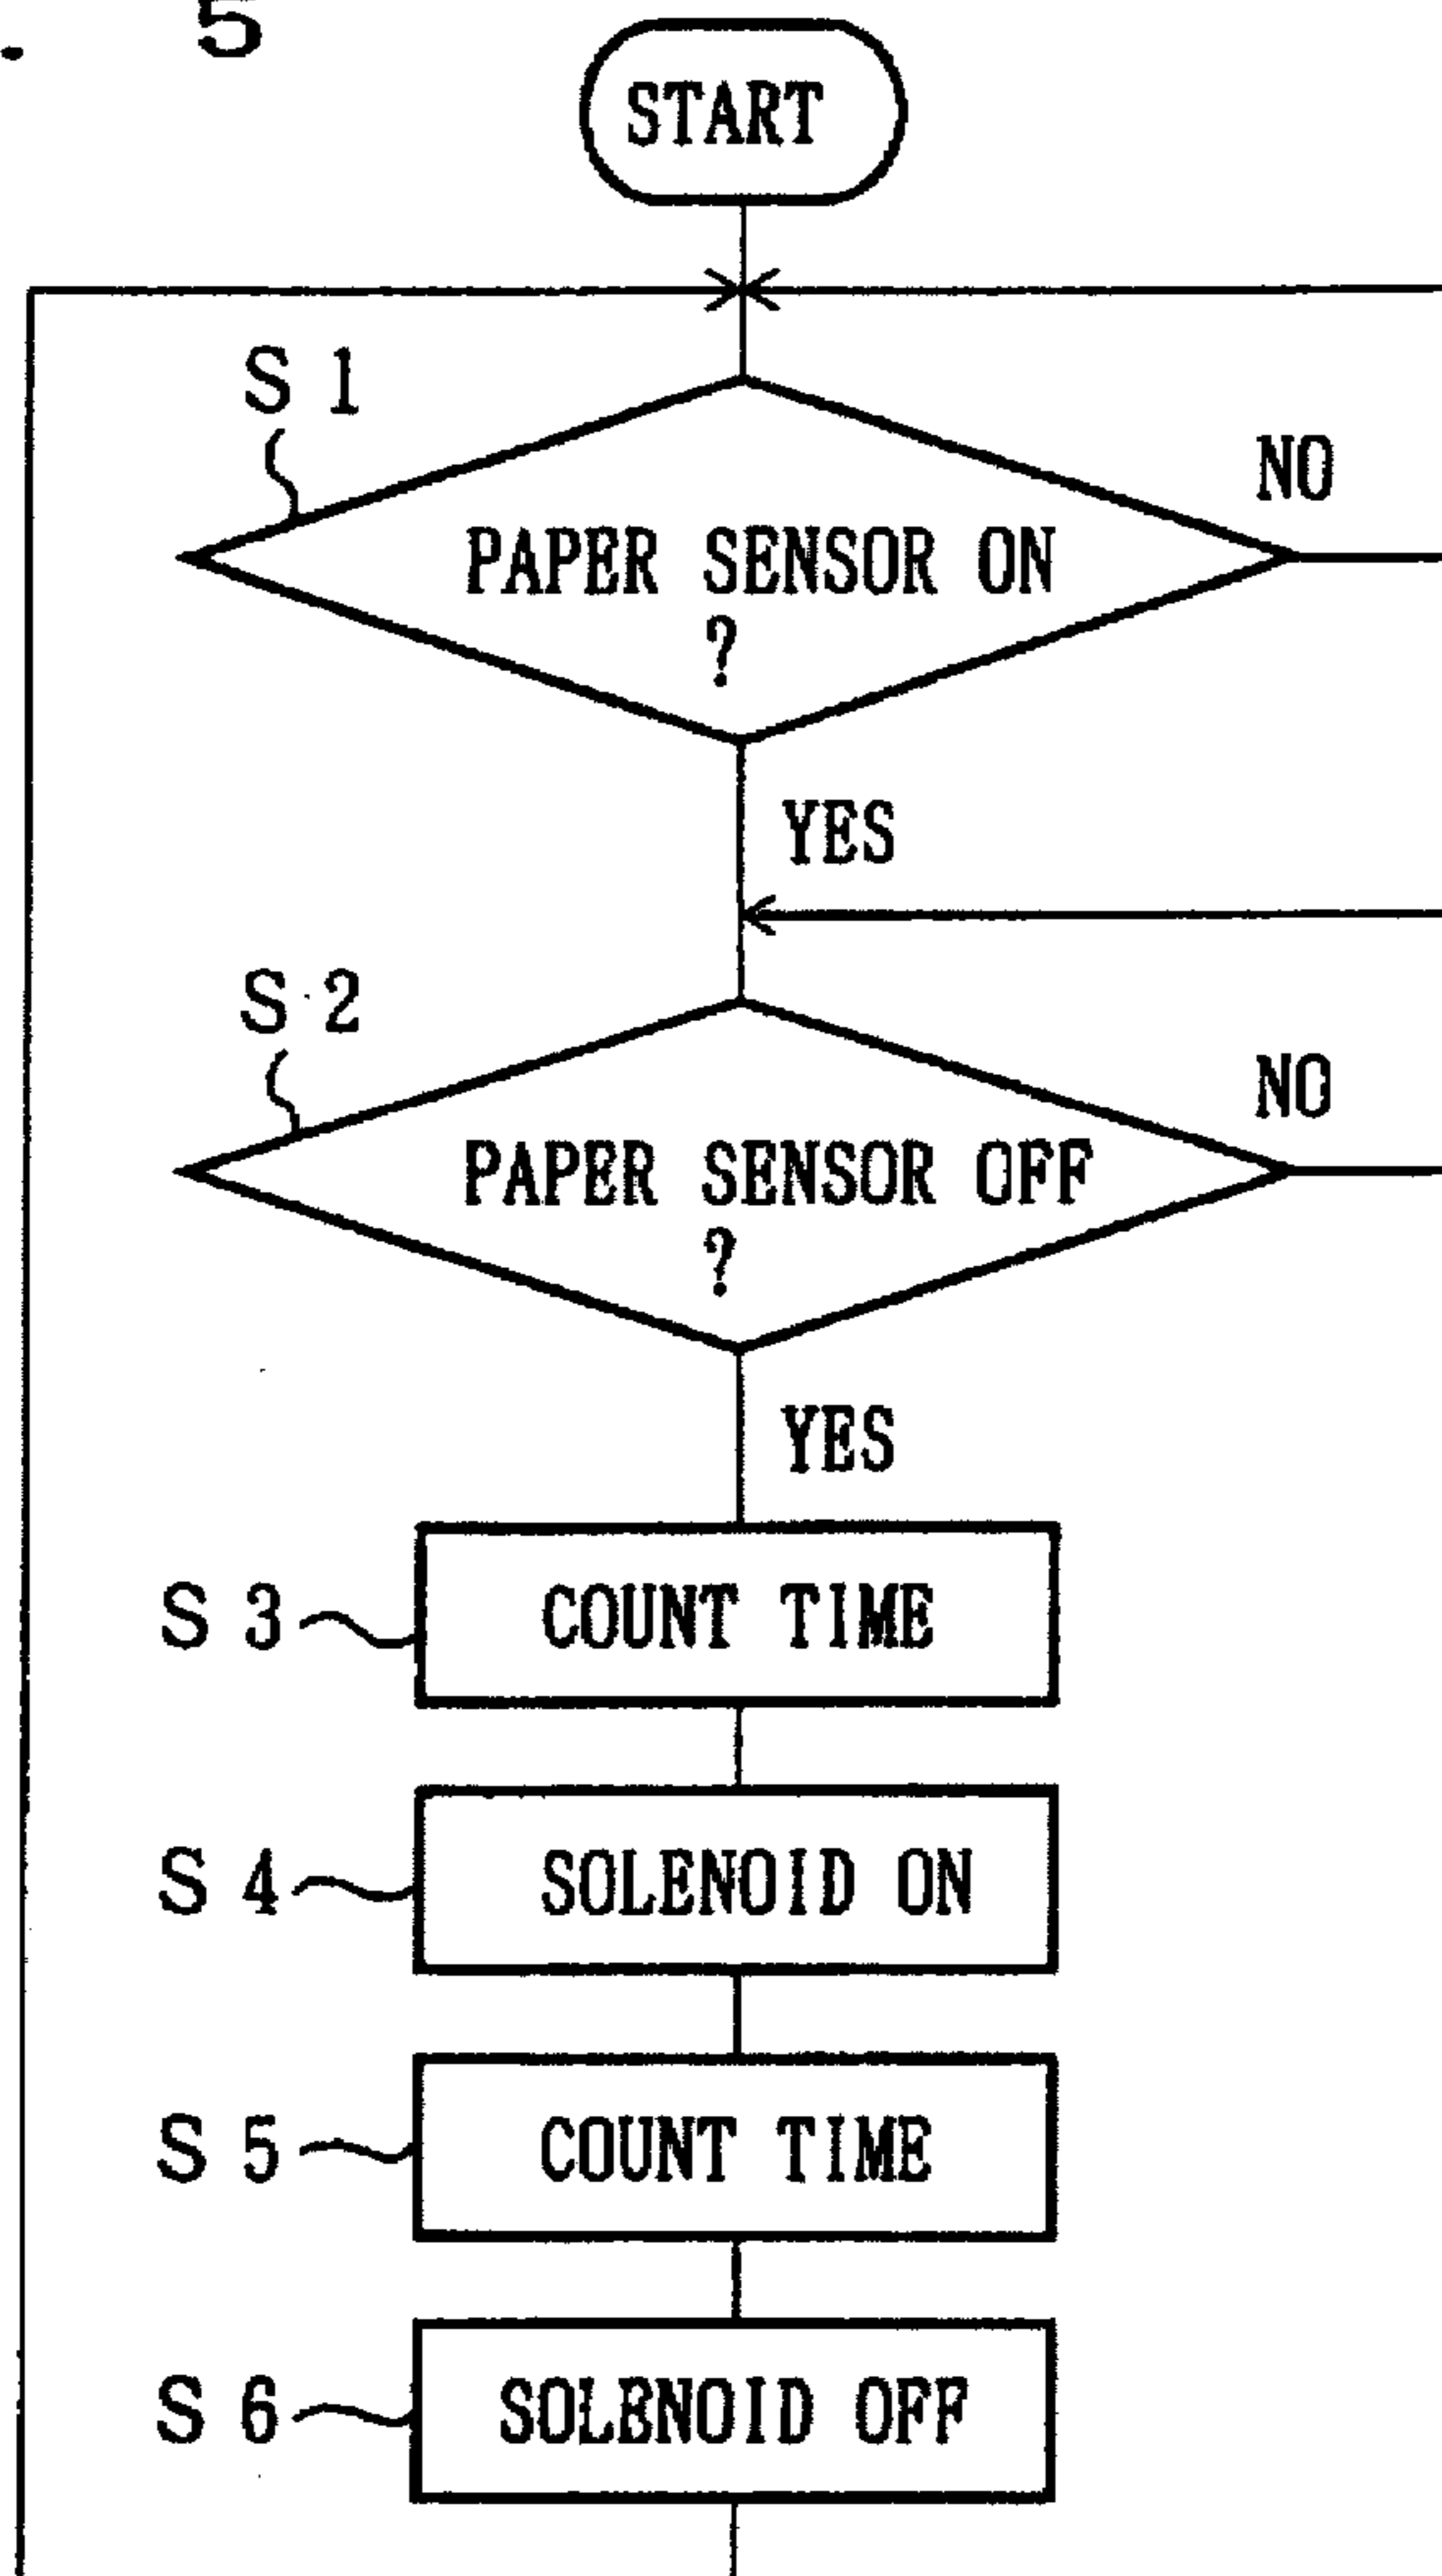 . 5
START
S 1
NO
PAPER SENSOR ON
?
YES
S 2
NO
PAPER SENSOR OFF
?
YES
S 3 COUNT TIME
S 4 SOLENOID ON
S 5 COUNT TIME
S 6 SOLENOID OFF